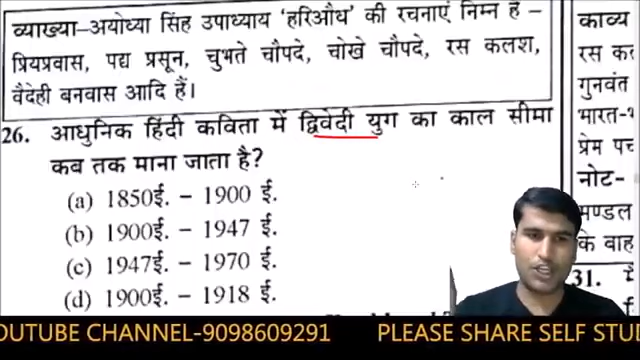 व्याख्या–अयोध्या सिंह उपाध्याय 'हरिऔध' की रचनाएं निम्न हैं –
प्रियप्रवास, पद्य प्रसून, चुभते चौपदे, चोखे चौपदे, रस कलश,
वैदेही बनवास आदि हैं।
26. आधुनिक हिंदी कविता में द्विवेदी युग का काल सीमा
कब तक माना जाता है?
(a) 1850ई. – 1900 ई.
(b) 1900ई. – 1947 ई.
(c) 1947ई. – 1970 ई.
(d) 1900ई. – 1918 ई.
काव्य
रस क
गुनवंत
भारत-
प्रेम पच
नोट-
मण्डल
के बाह
31.
OUTUBE CHANNEL-9098609291 PLEASE SHARE SELF STU